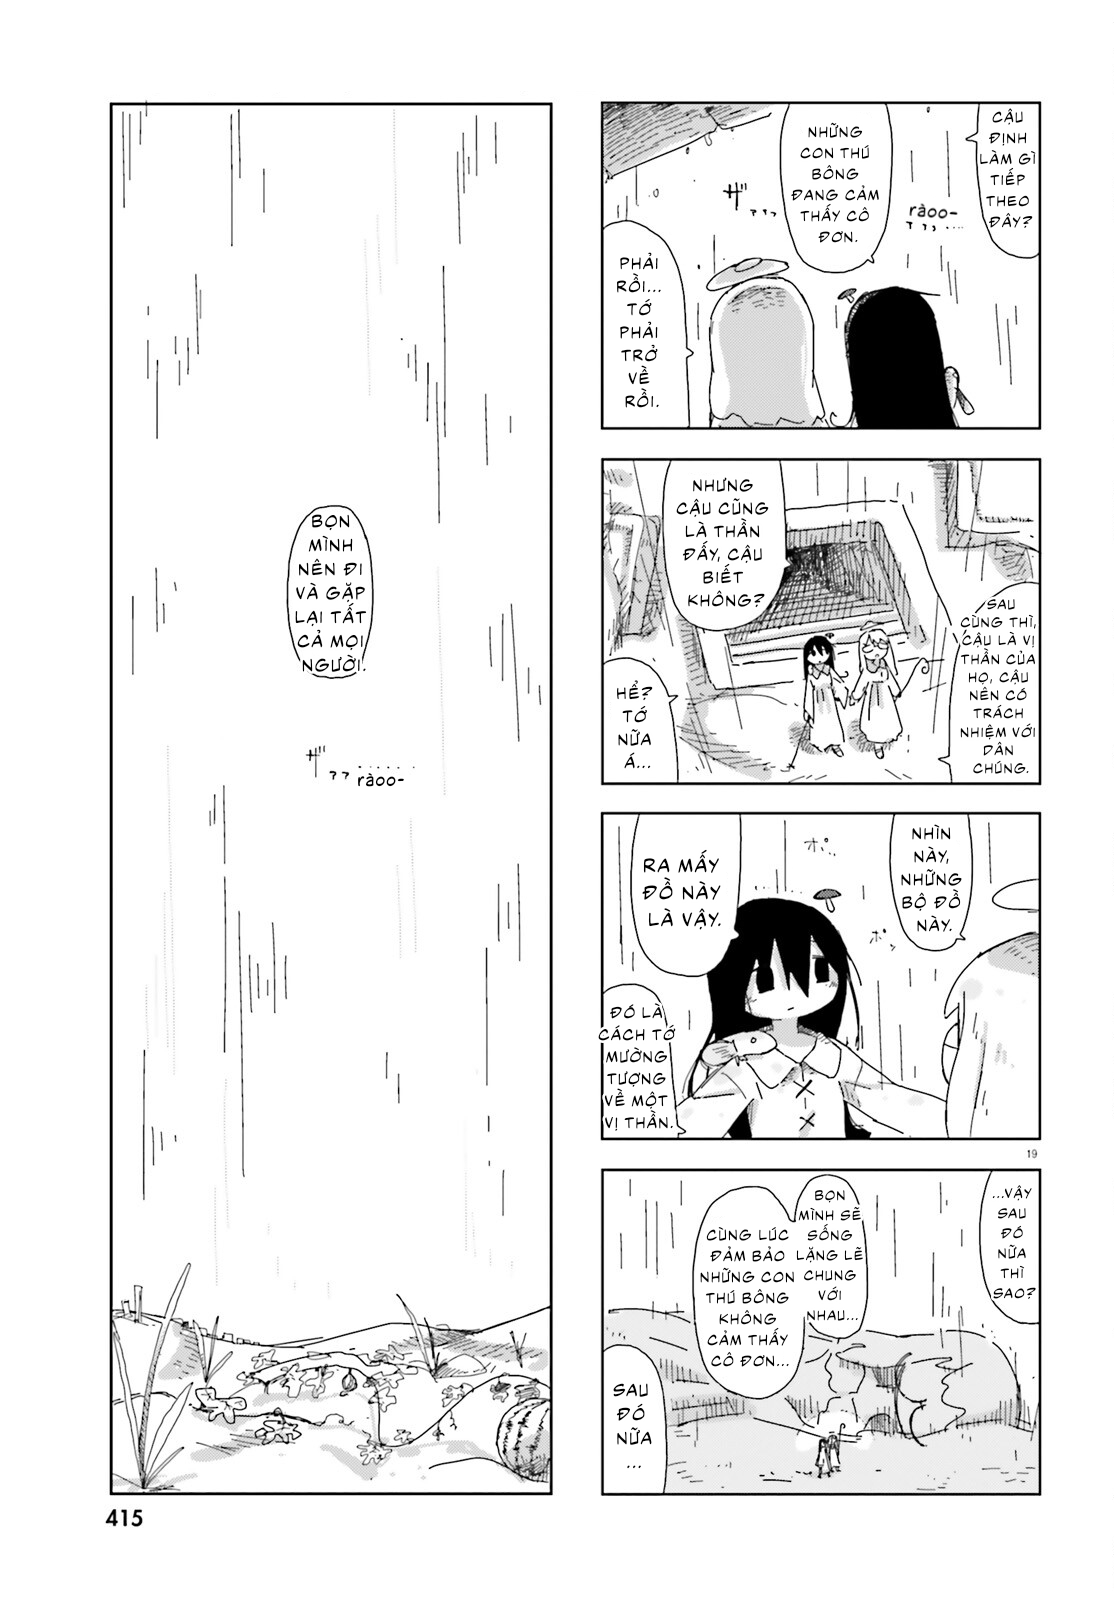 CẬU
ĐỊNH
LÀM GÌ
TIẾP
THEO
ĐÂY?
ràoo-
NHỮNG
CON THÚ
BÔNG
ĐANG CẢM
THẤY CÔ
ĐƠN.
ザ
PHẢI
RỒI...
TỚ
PHẢI
TRỞ
VỀ
RỒI.
SAU
CÙNG THÌ,
CẬU LÀ VỊ
THẦN CỦA
HỌ, CẬU
NÊN CÓ
TRÁCH
NHIỆM VỚI
DÂN
CHÚNG.
NHƯNG
CẬU CŨNG
LÀ THẦN
ĐẤY, CẬU
BIẾT
KHÔNG?
HỂ?
TỚ
NỮA
Á...
NHÌN
NÀY,
NHỮNG
BỘ ĐỒ
NÀY.
ポッ
ポッ
RA MẤY
ĐỒ NÀY
LÀ VẬY.
ĐÓ LÀ
CÁCH TỚ
MƯỜNG
TƯỢNG
VỀ MỘT
VỊ THẦN.
19
...VẬY
SAU
ĐÓ
NỮA
THÌ
SAO?
BỌN
MÌNH SẼ
SỐNG
LẶNG LẼ
CHUNG
VỚI
NHAU...
CÙNG LÚC
ĐẢM BẢO
NHỮNG CON
THÚ BÔNG
KHÔNG
CẢM THẤY
CÔ ĐƠN...
SAU
ĐÓ
NỮA
...
BỌN
MÌNH
NÊN ĐI
VÀ GẶP
LẠI TẤT
CẢ MỌI
NGƯỜI.
ザ
ràoo-
415